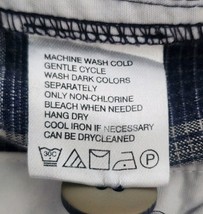 MACHINE WASH COLD
GENTLE CYCLE
WASH DARK COLORS
SEPARATELY
ONLY NON-CHLORINE
BLEACH WHEN NEEDED
HANG DRY
COOL IRON IF NECESSARY
CAN BE DRYCLEANED
30C P